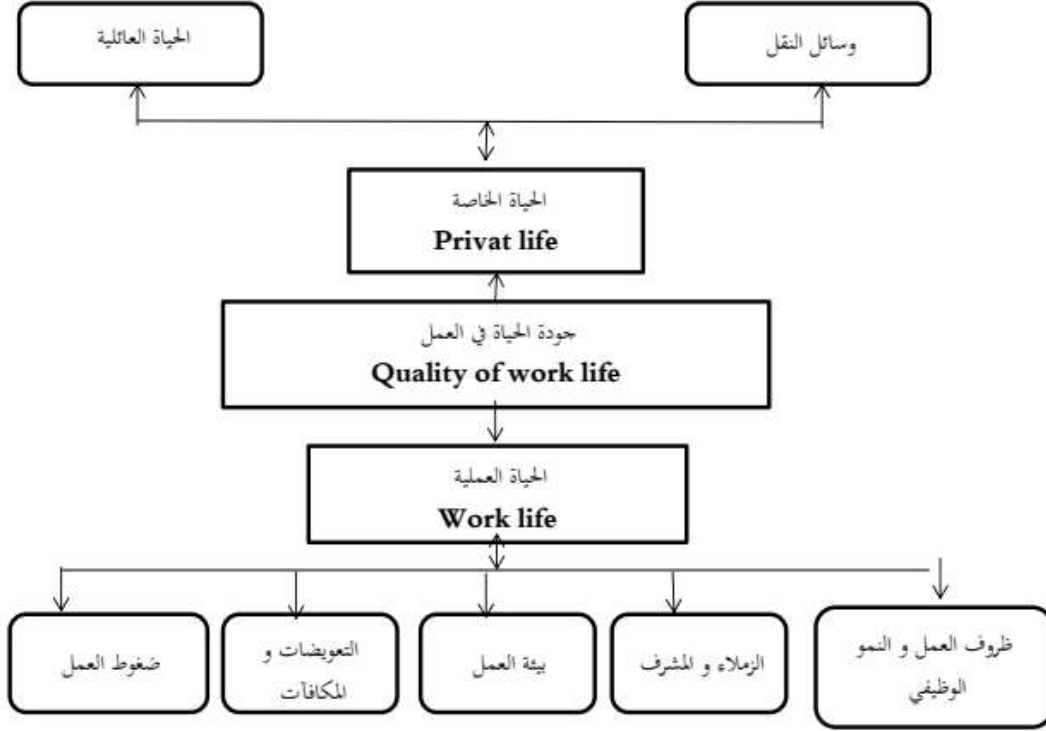 وسائل النقل
الحياة العائلية
الحياة الخاصة
Privat life
جودة الحياة في العمل
Quality of work life
الحياة العملية
Work life
ظروف العمل و النمو
الوظيفي
الزملاء و المشرف
بيئة العمل
التعويضات و
المكافآت
ضغوط العمل